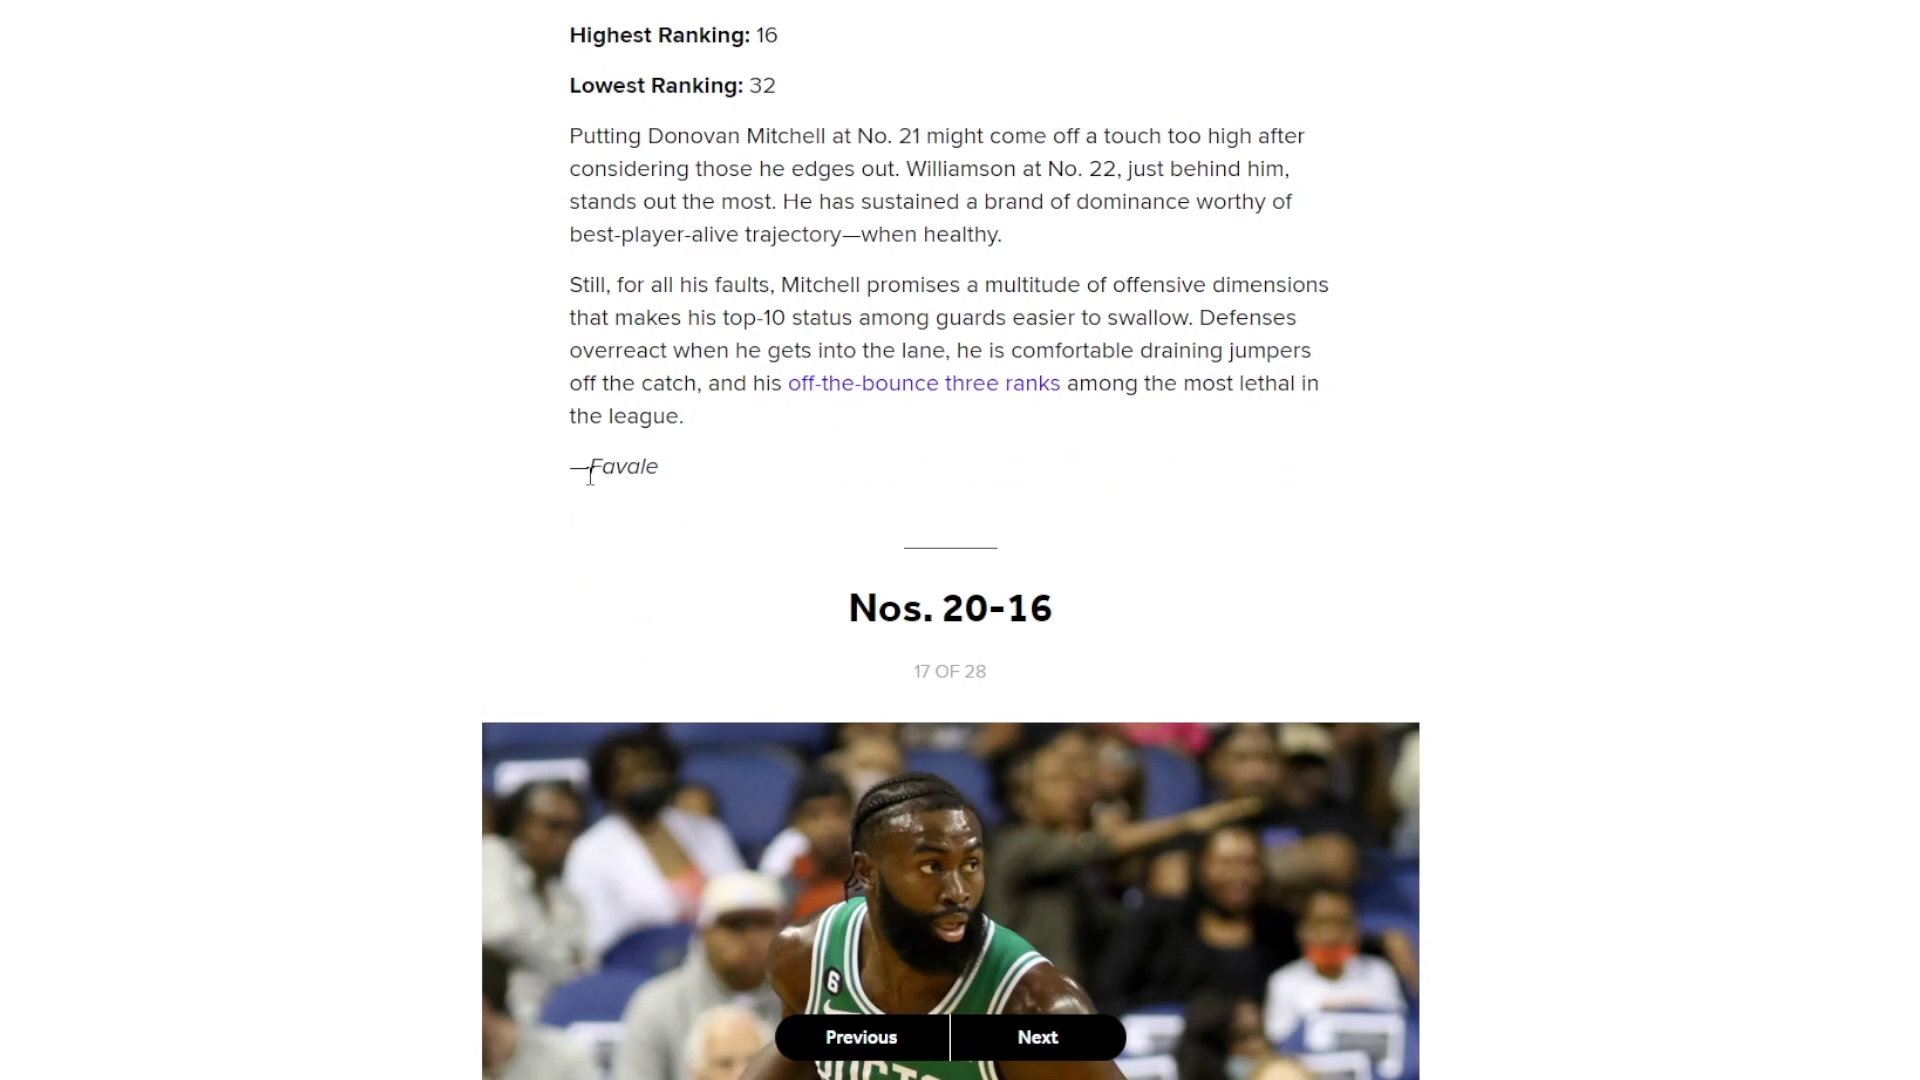 Highest Ranking: 16
Lowest Ranking: 32
Putting Donovan Mitchell at No. 21 might come off a touch too high after
considering those he edges out. Williamson at No. 22, just behind him,
stands out the most. He has sustained a brand of dominance worthy of
best-player-alive trajectory—when healthy.
Still, for all his faults, Mitchell promises a multitude of offensive dimensions
that makes his top-10 status among guards easier to swallow. Defenses
overreact when he gets into the lane, he is comfortable draining jumpers
off the catch, and his off-the-bounce three ranks among the most lethal in
the league.
—Favale
Nos. 20-16
17 OF 28
6
Previous
Next